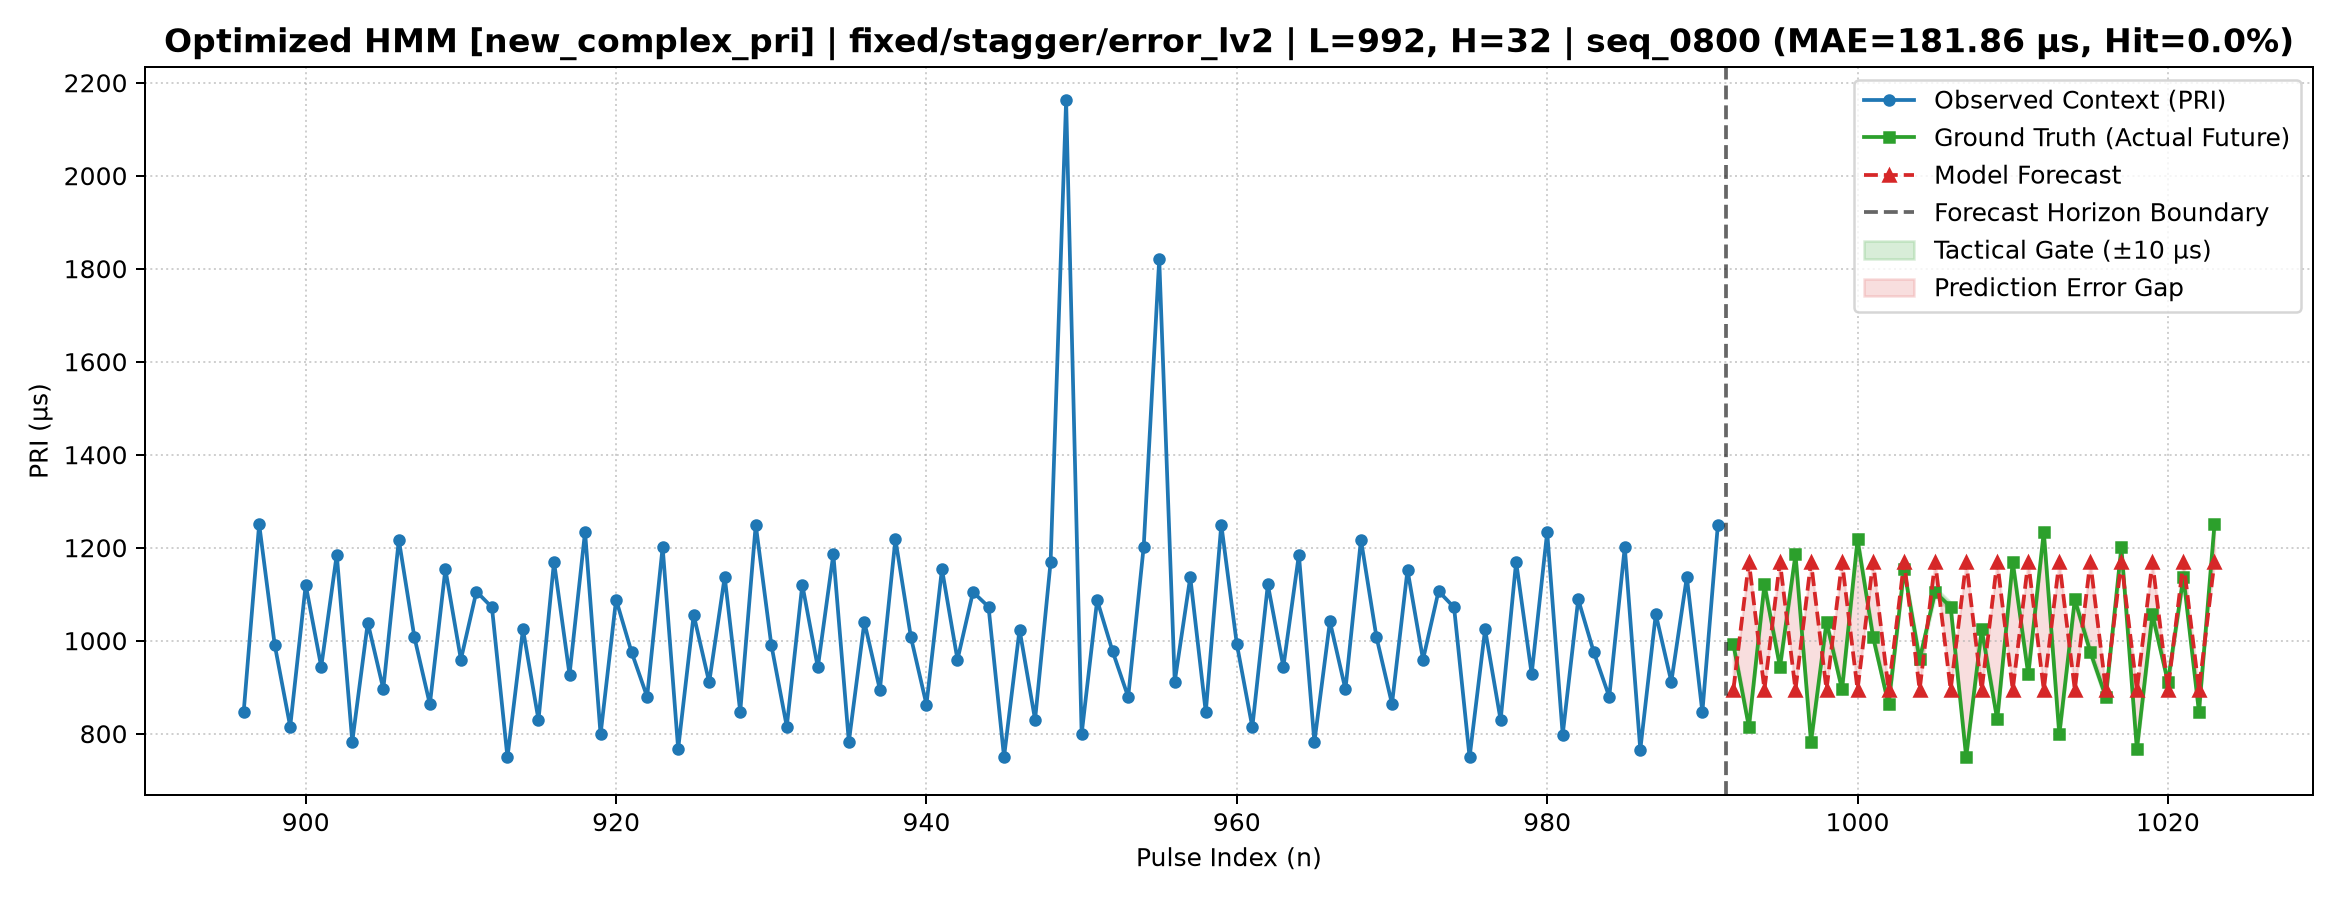 Optimized HMM [new_complex_pri] | fixed/stagger/error_lv2 | L=992, H=32 | seq_0800 (MAE=181.86 µs, Hit=0.0%)
2200
2000
1800
1600
1400
1200
1000
800
PRI (µs)
Observed Context (PRI)
Ground Truth (Actual Future)
Model Forecast
Forecast Horizon Boundary
Tactical Gate (±10 µs)
Prediction Error Gap
900 920 940 960 980 1000 1020
Pulse Index (n)